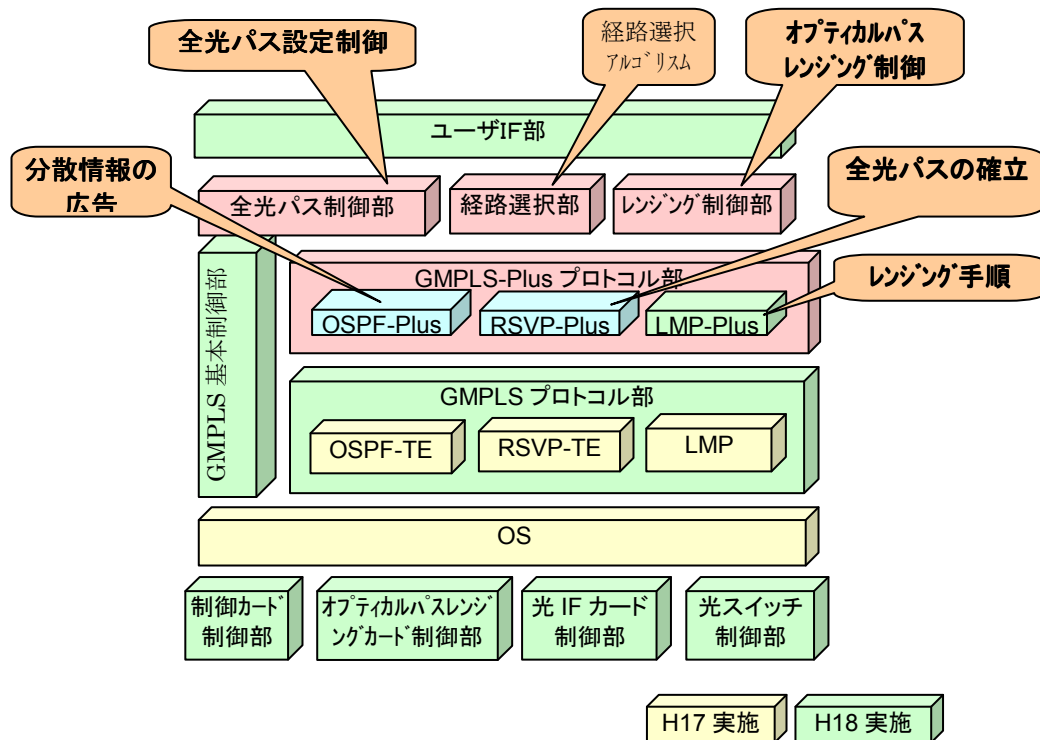 全光パス設定制御
経路選択
アルゴリスム
オプティカルパス
レンジング制御
ユーザIF部
分散情報の
広告
全光パスの確立
全光パス制御部
経路選択部
レンジング制御部
GMPLS 基本制御部
GMPLS-Plus プロトコル部
レンジング手順
OSPF-Plus
RSVP-Plus
LMP-Plus
GMPLS プロトコル部
OSPF-TE
RSVP-TE
LMP
OS
制御カード
制御部
オプティカルパスレンジ
ングカード制御部
光 IF カード
制御部
光スイッチ
制御部
H17 実施
H18 実施